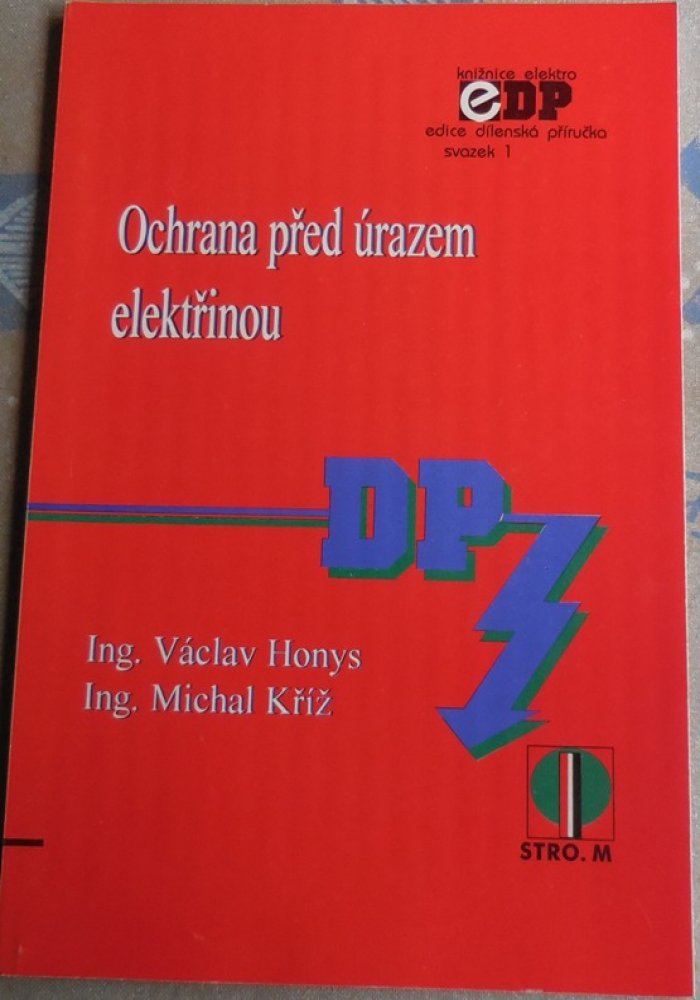 knižnice elektro
eDP
edice dílenská příručka
svazek 1
Ochrana před úrazem
elektřinou
DP
Ing. Václav Honys
Ing. Michal Kříž
STRO. M